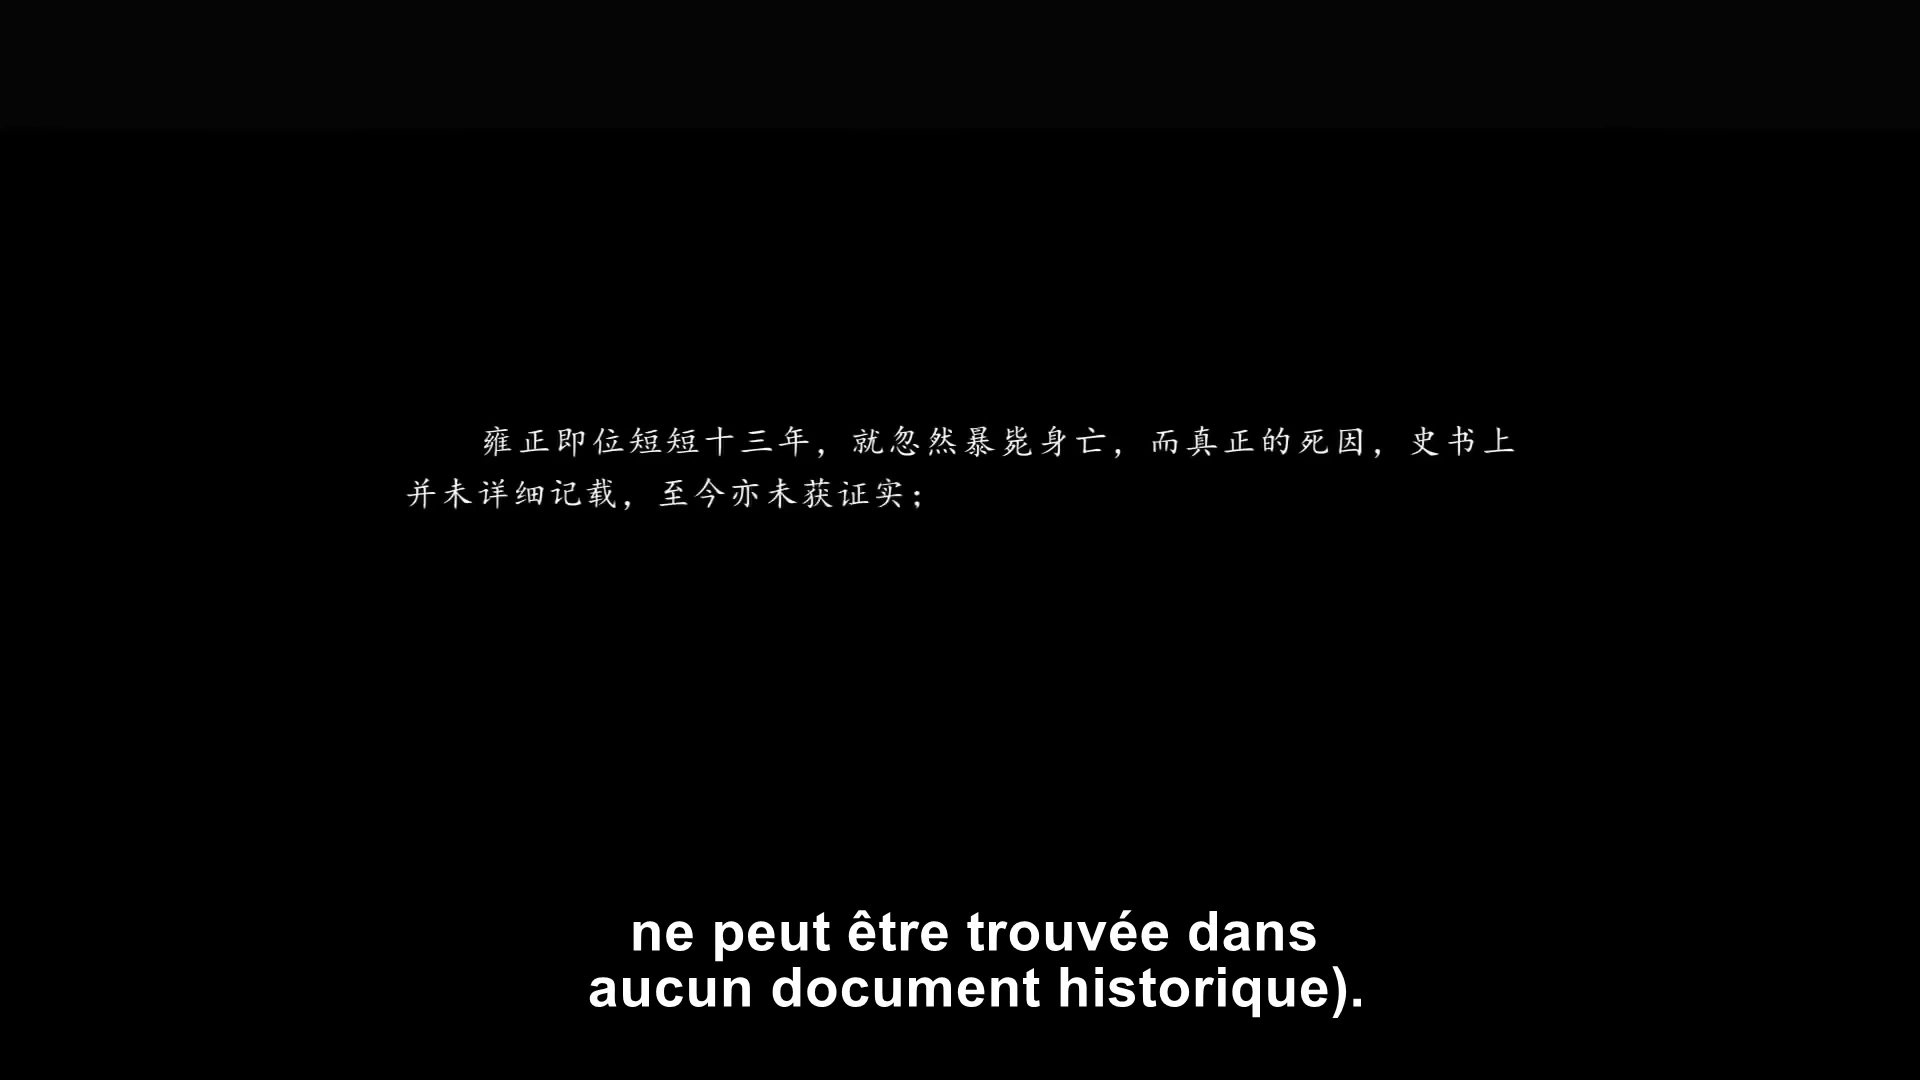 雍正即位短短十三年，就忽然暴毙身亡，而真正的死因，史书上
并未详细记载，至今亦未获证实；
ne peut être trouvée dans
aucun document historique).